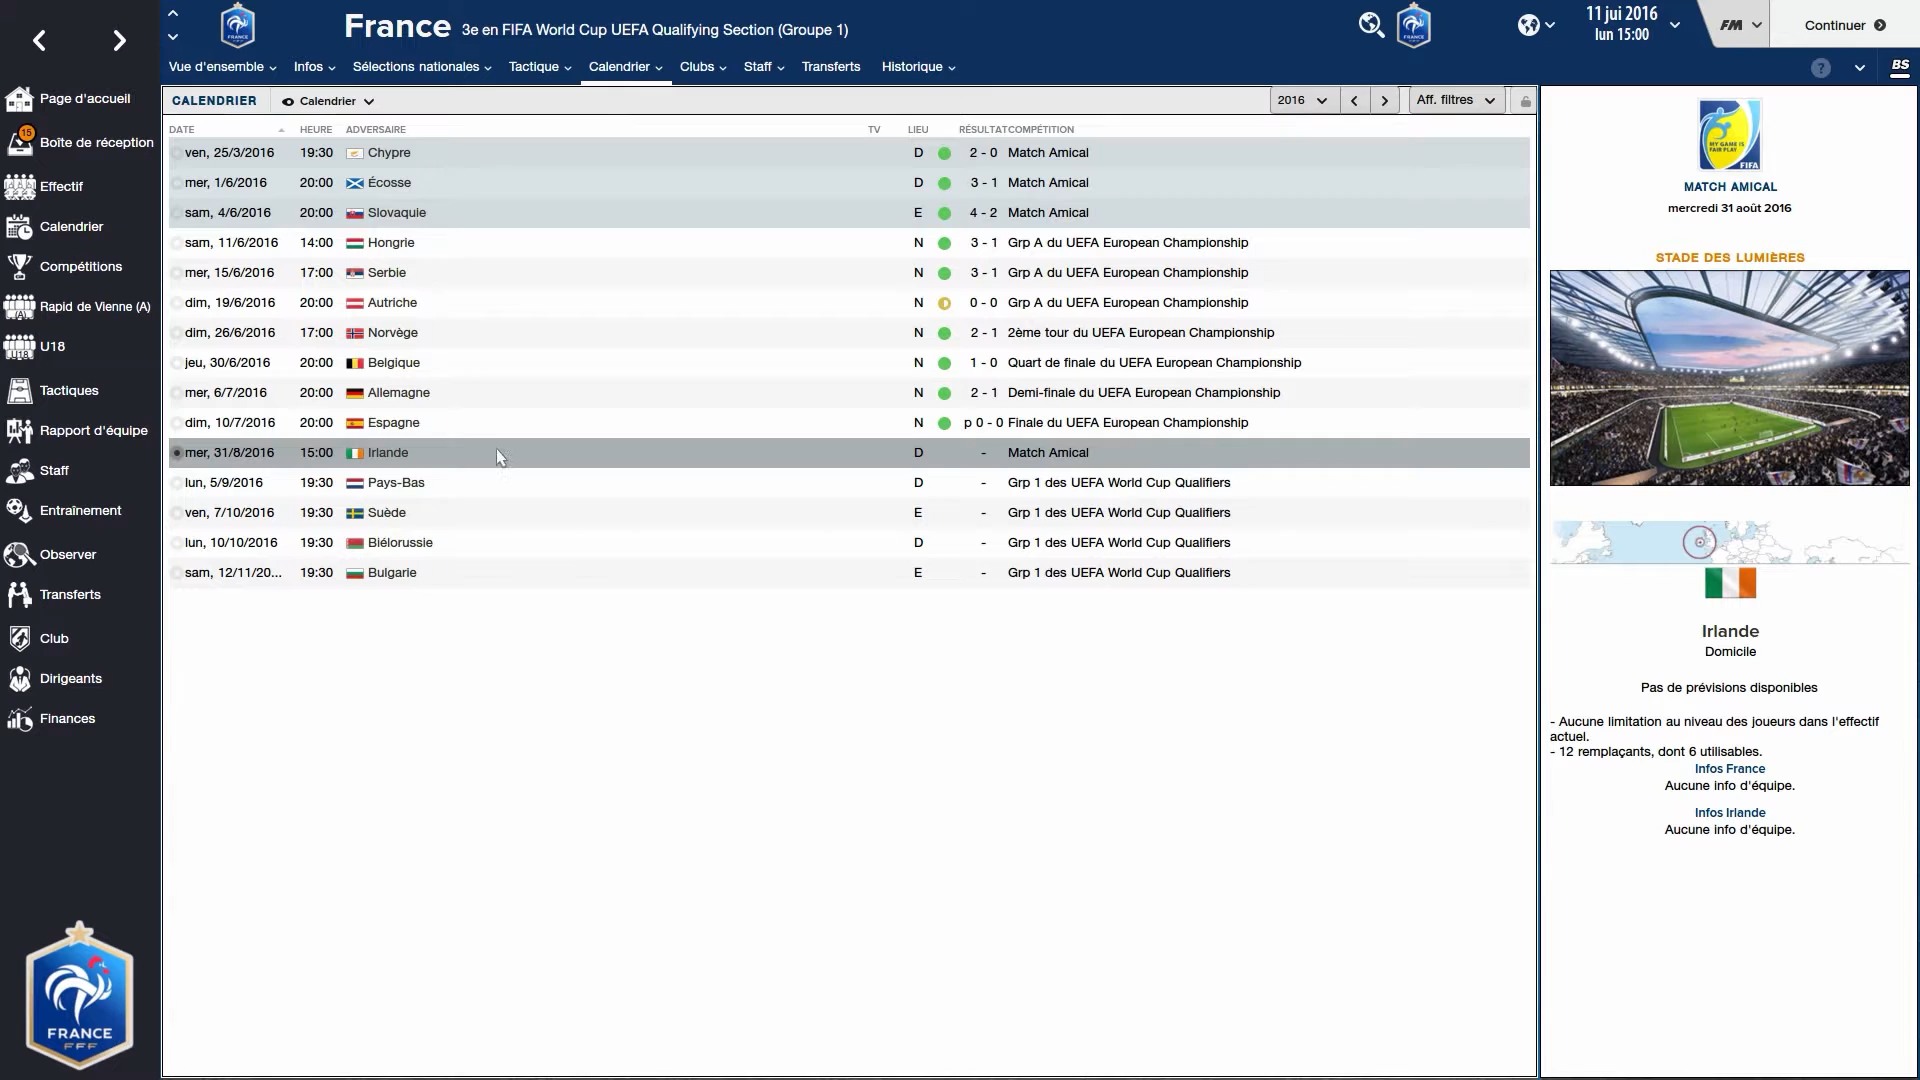 France 3e en FIFA World Cup UEFA Qualifying Section (Groupe 1)
11 jui 2016
lun 15:00
FM
Continuer
Vue d'ensemble Infos Sélections nationales Tactique Calendrier Clubs Staff Transferts Historique
? BS
Page d'accueil
15
Boîte de réception
Effectif
Calendrier
Compétitions
(A) Rapid de Vienne (A)
U18 U18
Tactiques
Rapport d'équipe
Staff
Entraînement
Observer
Transferts
Club
Dirigeants
Finances
FRANCE
FFF
CALENDRIER Calendrier 2016 Aff. filtres
DATE HEURE ADVERSAIRE TV LIEU RÉSULTATCOMPÉTITION
ven, 25/3/2016 19:30 Chypre D 2 - 0 Match Amical
mer, 1/6/2016 20:00 Écosse D 3 - 1 Match Amical
sam, 4/6/2016 20:00 Slovaquie E 4 - 2 Match Amical
sam, 11/6/2016 14:00 Hongrie N 3 - 1 Grp A du UEFA European Championship
mer, 15/6/2016 17:00 Serbie N 3 - 1 Grp A du UEFA European Championship
dim, 19/6/2016 20:00 Autriche N 0 - 0 Grp A du UEFA European Championship
dim, 26/6/2016 17:00 Norvège N 2 - 1 2ème tour du UEFA European Championship
jeu, 30/6/2016 20:00 Belgique N 1 - 0 Quart de finale du UEFA European Championship
mer, 6/7/2016 20:00 Allemagne N 2 - 1 Demi-finale du UEFA European Championship
dim, 10/7/2016 20:00 Espagne N p 0 - 0 Finale du UEFA European Championship
mer, 31/8/2016 15:00 Irlande D - Match Amical
lun, 5/9/2016 19:30 Pays-Bas D - Grp 1 des UEFA World Cup Qualifiers
ven, 7/10/2016 19:30 Suède E - Grp 1 des UEFA World Cup Qualifiers
lun, 10/10/2016 19:30 Biélorussie D - Grp 1 des UEFA World Cup Qualifiers
sam, 12/11/20... 19:30 Bulgarie E - Grp 1 des UEFA World Cup Qualifiers
MY GAME IS
FAIR PLAY
FIFA
MATCH AMICAL
mercredi 31 août 2016
STADE DES LUMIÈRES
Irlande
Domicile
Pas de prévisions disponibles
- Aucune limitation au niveau des joueurs dans l'effectif
actuel.
- 12 remplaçants, dont 6 utilisables.
Infos France
Aucune info d'équipe.
Infos Irlande
Aucune info d'équipe.